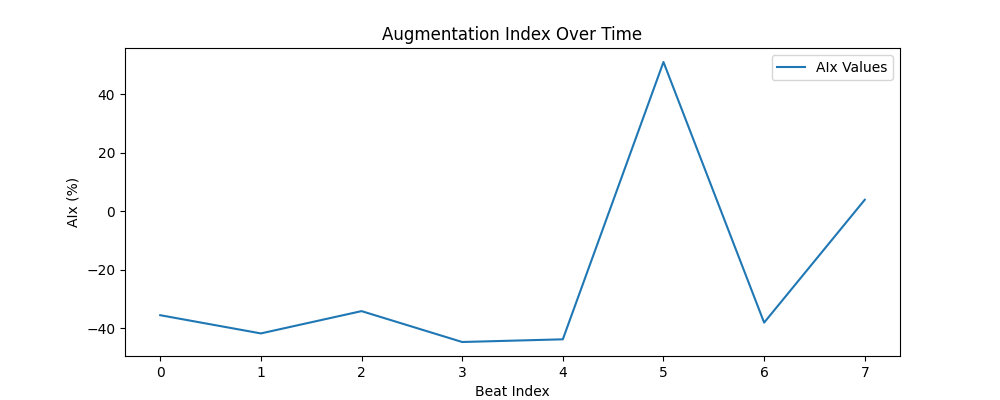 Augmentation Index Over Time
AIx Values
AIx (%)
40
20
0
−20
−40
0 1 2 3 4 5 6 7
Beat Index